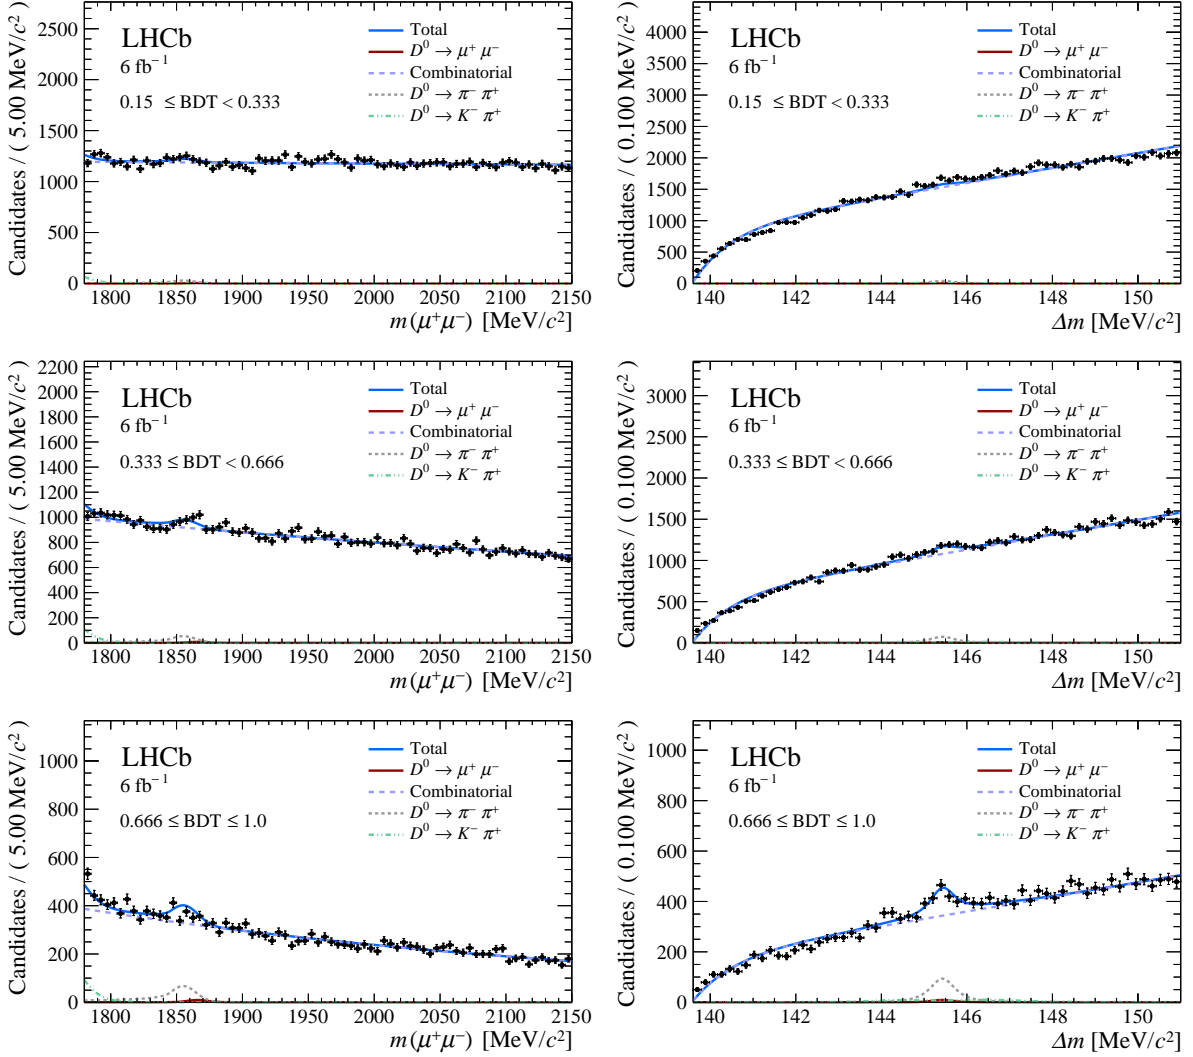 Candidates / ( 5.00 MeV/c²)
2500
2000
1500
1000
500
0
LHCb
6 fb⁻¹
0.15 ≤ BDT < 0.333
Total
D⁰ → μ⁺ μ⁻
Combinatorial
D⁰ → π⁻ π⁺
D⁰ → K⁻ π⁺
1800 1850 1900 1950 2000 2050 2100 2150
m(μ⁺μ⁻) [MeV/c²]
Candidates / ( 0.100 MeV/c²)
4000
3500
3000
2500
2000
1500
1000
500
0
LHCb
6 fb⁻¹
0.15 ≤ BDT < 0.333
Total
D⁰ → μ⁺ μ⁻
Combinatorial
D⁰ → π⁻ π⁺
D⁰ → K⁻ π⁺
140 142 144 146 148 150
Δm [MeV/c²]
Candidates / ( 5.00 MeV/c²)
2200
2000
1800
1600
1400
1200
1000
800
600
400
200
0
LHCb
6 fb⁻¹
0.333 ≤ BDT < 0.666
Total
D⁰ → μ⁺ μ⁻
Combinatorial
D⁰ → π⁻ π⁺
D⁰ → K⁻ π⁺
1800 1850 1900 1950 2000 2050 2100 2150
m(μ⁺μ⁻) [MeV/c²]
Candidates / ( 0.100 MeV/c²)
3000
2500
2000
1500
1000
500
0
LHCb
6 fb⁻¹
0.333 ≤ BDT < 0.666
Total
D⁰ → μ⁺ μ⁻
Combinatorial
D⁰ → π⁻ π⁺
D⁰ → K⁻ π⁺
140 142 144 146 148 150
Δm [MeV/c²]
Candidates / ( 5.00 MeV/c²)
1000
800
600
400
200
0
LHCb
6 fb⁻¹
0.666 ≤ BDT ≤ 1.0
Total
D⁰ → μ⁺ μ⁻
Combinatorial
D⁰ → π⁻ π⁺
D⁰ → K⁻ π⁺
1800 1850 1900 1950 2000 2050 2100 2150
m(μ⁺μ⁻) [MeV/c²]
Candidates / ( 0.100 MeV/c²)
1000
800
600
400
200
0
LHCb
6 fb⁻¹
0.666 ≤ BDT ≤ 1.0
Total
D⁰ → μ⁺ μ⁻
Combinatorial
D⁰ → π⁻ π⁺
D⁰ → K⁻ π⁺
140 142 144 146 148 150
Δm [MeV/c²]